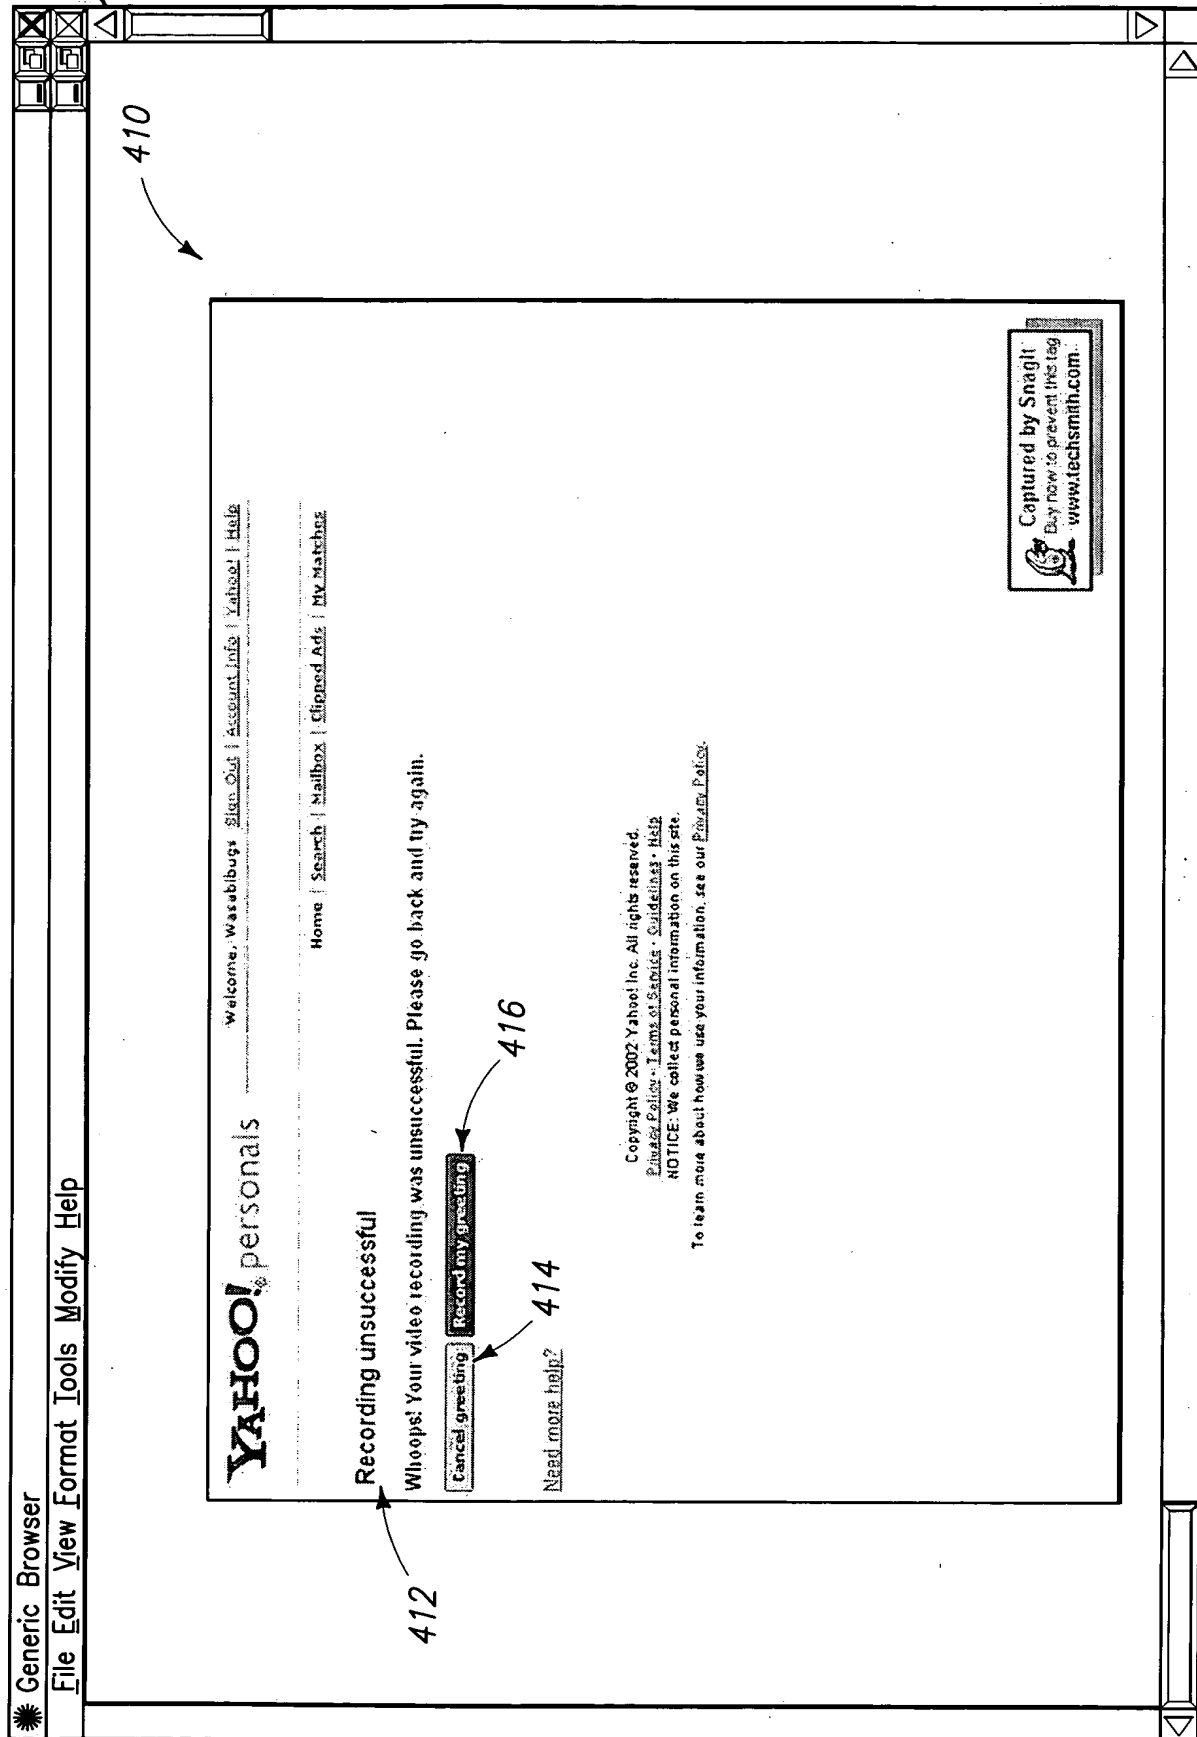 Generic Browser
File Edit View Format Tools Modify Help
410
YAHOO! personals
Welcome, Wasabibugs Sign Out | Account Info | Yahoo! | Help
Home | Search | Mailbox | Clipped Ads | My Matches
Recording unsuccessful
412
Whoops! Your video recording was unsuccessful. Please go back and try again.
Cancel greeting Record my greeting
414
416
Need more help?
Copyright © 2002 Yahoo! Inc. All rights reserved.
Privacy Policy · Terms of Service · Guidelines · Help
NOTICE: We collect personal information on this site.
To learn more about how we use your information, see our Privacy Policy.
Captured by SnagIt
Buy now to prevent this tag
www.techsmith.com